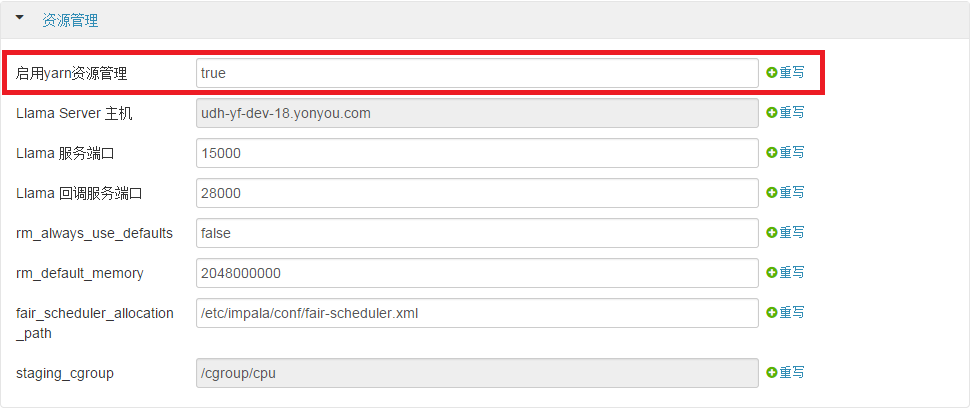 资源管理
启用yarn资源管理 true 重写
Llama Server 主机 udh-yf-dev-18.yonyou.com 重写
Llama 服务端口 15000 重写
Llama 回调服务端口 28000 重写
rm_always_use_defaults false 重写
rm_default_memory 2048000000 重写
fair_scheduler_allocation /etc/impala/conf/fair-scheduler.xml 重写
_path
staging_cgroup /cgroup/cpu 重写